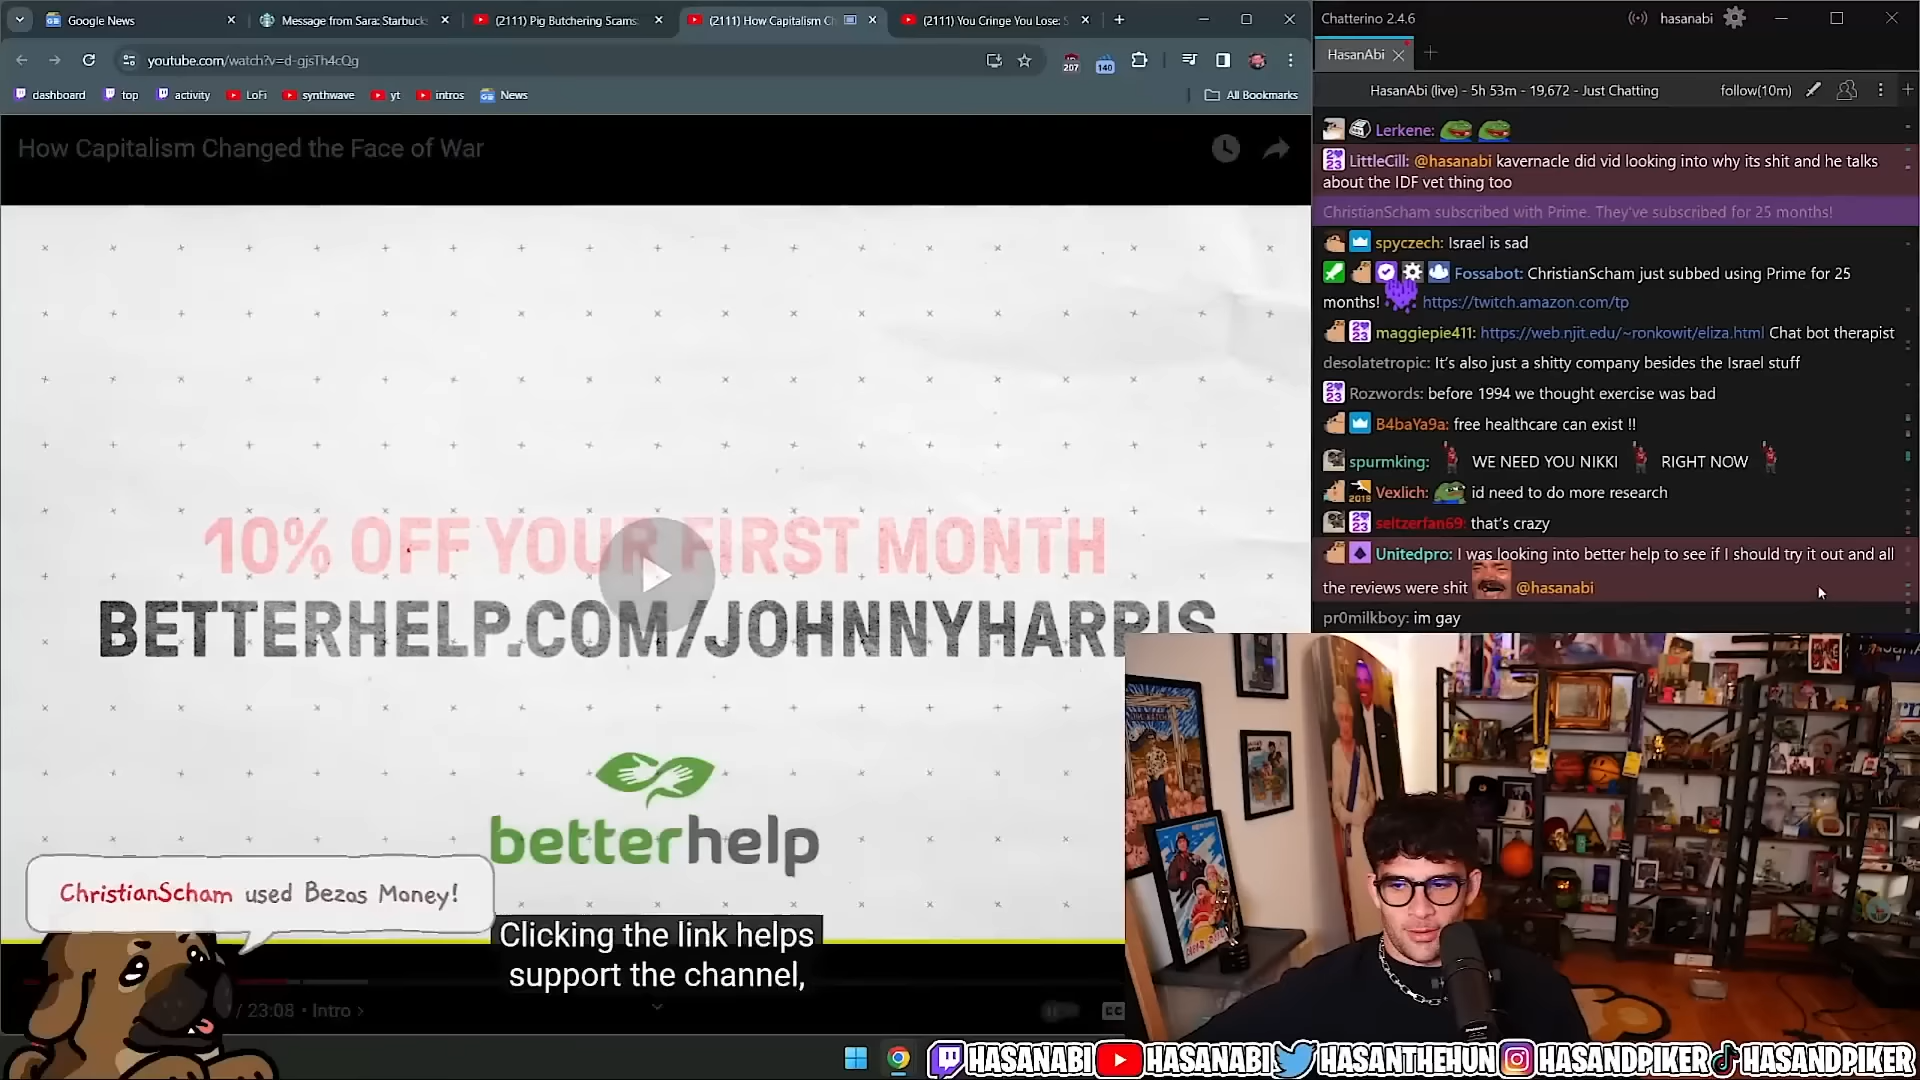 Google News
Message from Sara: Starbuck
(2111) Pig Butchering Scams
(2111) How Capitalism Ch
(2111) You Cringe You Lose: S
youtube.com/watch?v=d-gjsTh4cQg
207
140
dashboard
top
activity
LoFi
synthwave
yt
intros
News
All Bookmarks
How Capitalism Changed the Face of War
10% OFF YOUR FIRST MONTH
BETTERHELP.COM/JOHNNYHARRIS
betterhelp
ChristianScham used Bezos Money!
Clicking the link helps
support the channel,
/ 23:08 • Intro >
CC
Chatterino 2.4.6
hasanabi
HasanAbi
HasanAbi (live) - 5h 53m - 19,672 - Just Chatting
follow(10m)
Lerkene:
LittleCill: @hasanabi kavernacle did vid looking into why its shit and he talks
about the IDF vet thing too
ChristianScham subscribed with Prime. They've subscribed for 25 months!
spyczech: Israel is sad
Fossabot: ChristianScham just subbed using Prime for 25
months! https://twitch.amazon.com/tp
maggiepie411: https://web.njit.edu/~ronkowit/eliza.html Chat bot therapist
desolatetropic: It's also just a shitty company besides the Israel stuff
Rozwords: before 1994 we thought exercise was bad
B4baYa9a: free healthcare can exist !!
spurmking: WE NEED YOU NIKKI RIGHT NOW
2019 Vexlich: id need to do more research
seltzerfan69: that's crazy
Unitedpro: I was looking into better help to see if I should try it out and all
the reviews were shit @hasanabi
pr0milkboy: im gay
HASANABI HASANABI HASANTHEHUN HASANDPIKER HASANDPIKER